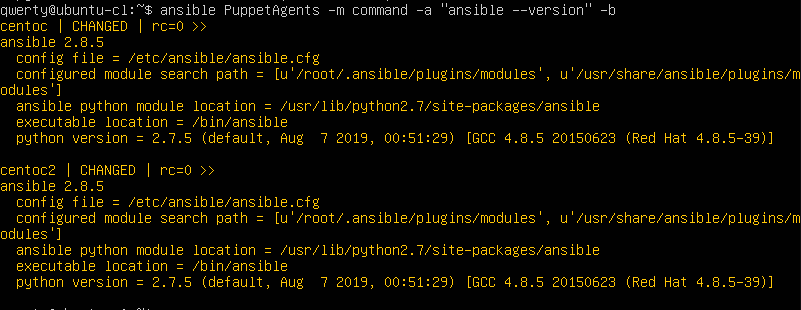 qwerty@ubuntu-cl:~$ ansible PuppetAgents -m command -a "ansible --version" -b
centoc | CHANGED | rc=0 >>
ansible 2.8.5
  config file = /etc/ansible/ansible.cfg
  configured module search path = [u'/root/.ansible/plugins/modules', u'/usr/share/ansible/plugins/m
odules']
  ansible python module location = /usr/lib/python2.7/site-packages/ansible
  executable location = /bin/ansible
  python version = 2.7.5 (default, Aug  7 2019, 00:51:29) [GCC 4.8.5 20150623 (Red Hat 4.8.5-39)]

centoc2 | CHANGED | rc=0 >>
ansible 2.8.5
  config file = /etc/ansible/ansible.cfg
  configured module search path = [u'/root/.ansible/plugins/modules', u'/usr/share/ansible/plugins/m
odules']
  ansible python module location = /usr/lib/python2.7/site-packages/ansible
  executable location = /bin/ansible
  python version = 2.7.5 (default, Aug  7 2019, 00:51:29) [GCC 4.8.5 20150623 (Red Hat 4.8.5-39)]